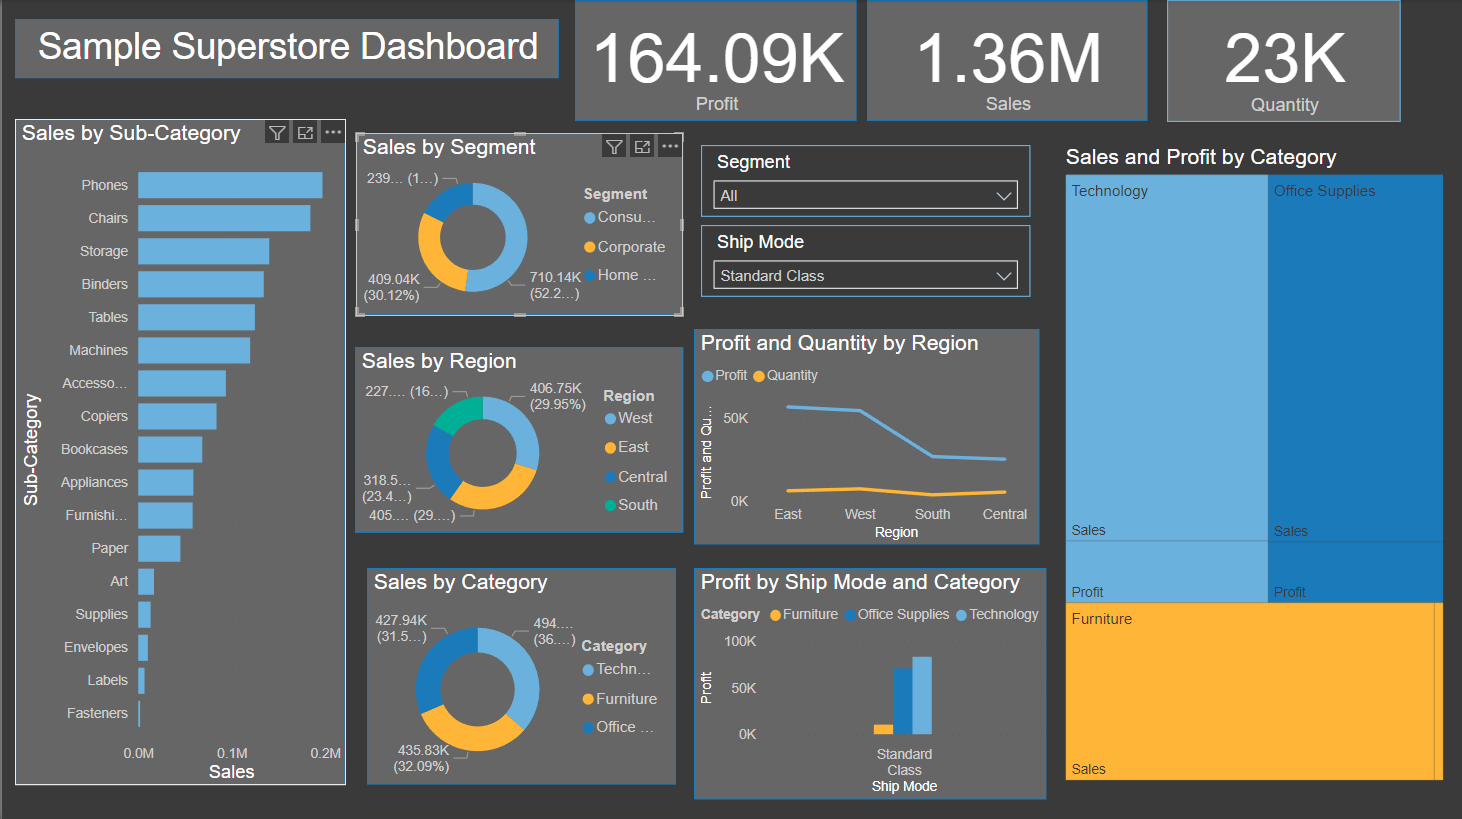 Sample Superstore Dashboard
164.09K
Profit
1.36M
Sales
23K
Quantity
Sales by Sub-Category
Sub-Category
Phones
Chairs
Storage
Binders
Tables
Machines
Accesso...
Copiers
Bookcases
Appliances
Furnishi...
Paper
Art
Supplies
Envelopes
Labels
Fasteners
0.0M 0.1M 0.2M
Sales
Sales by Segment
239... (1...)
409.04K
(30.12%)
710.14K
(52.2...)
Segment
Consu...
Corporate
Home ...
Segment
All
Ship Mode
Standard Class
Sales by Region
227.... (16...)
406.75K
(29.95%)
318.5...
(23.4...)
405.... (29....)
Region
West
East
Central
South
Profit and Quantity by Region
Profit Quantity
Profit and Qu...
50K
0K
East West South Central
Region
Sales by Category
427.94K
(31.5...)
494....
(36....)
435.83K
(32.09%)
Category
Techn...
Furniture
Office ...
Profit by Ship Mode and Category
Category Furniture Office Supplies Technology
Profit
100K
50K
0K
Standard
Class
Ship Mode
Sales and Profit by Category
Technology
Office Supplies
Sales
Sales
Profit
Profit
Furniture
Sales